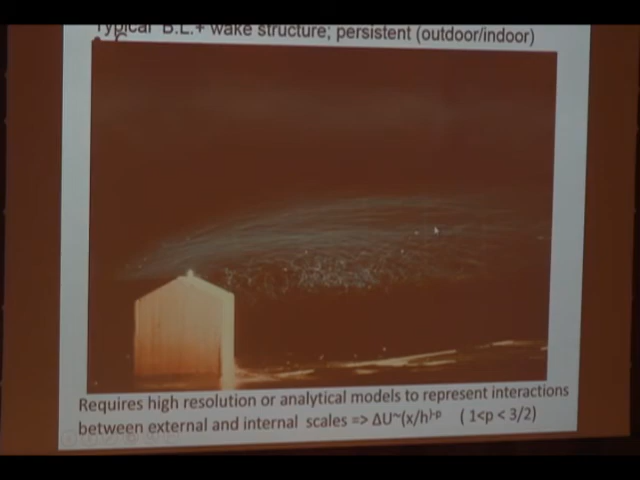 Typical B.L.+ wake structure; persistent (outdoor/indoor)
Requires high resolution or analytical models to represent interactions
between external and internal scales => ΔU~(x/h)-p ( 1<p < 3/2)